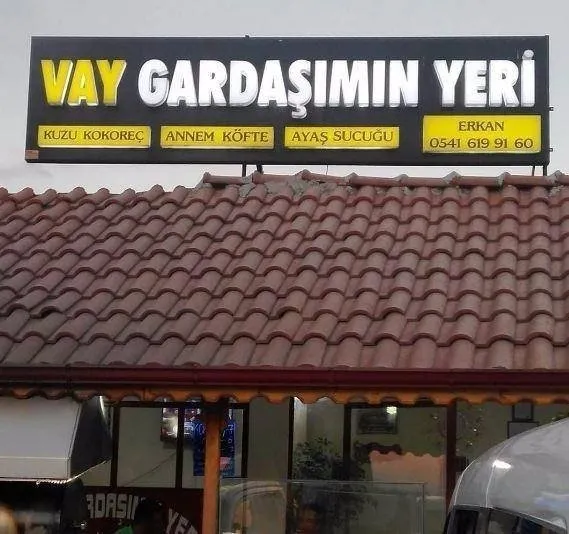 VAY GARDAŞIMIN YERİ
KUZU KOKOREÇ ANNEM KÖFTE AYAŞ SUCUĞU
ERKAN
0541 619 91 60